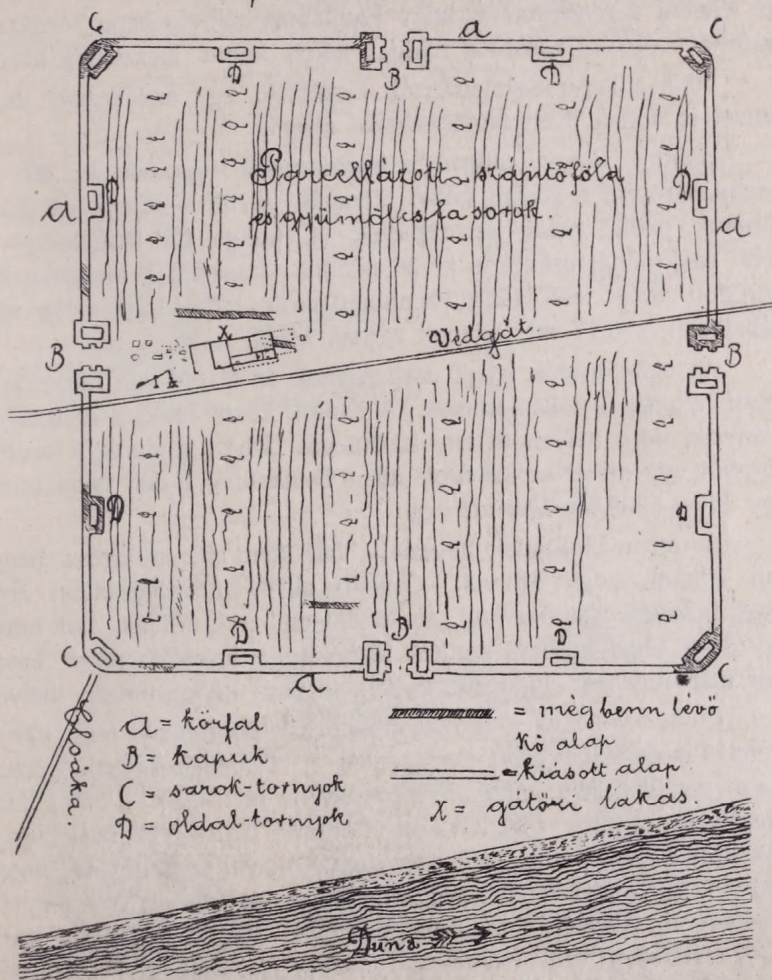 C a C
D B D
Parcellázott szántóföld
és gyümölcsfa sorok.
D D
a a
X Védgát
B B
D D
D B D
C a C
Cloáka.
a = körfal
B = kapuk
C = sarok-tornyok
D = oldal-tornyok
= még benn lévő
kő alap
= kiásott alap
X = gátőri lakás.
Duna